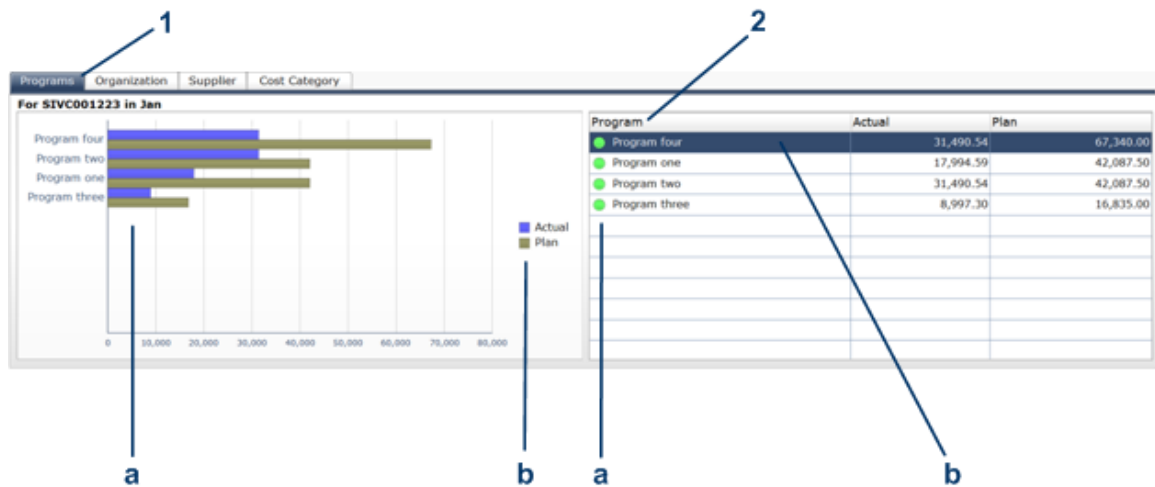 1
2
Programs Organization Supplier Cost Category
For SIVC001223 in Jan
Program four
Program two
Program one
Program three
Actual
Plan
0 10,000 20,000 30,000 40,000 50,000 60,000 70,000 80,000
Program Actual Plan
Program four 31,490.54 67,340.00
Program one 17,994.59 42,087.50
Program two 31,490.54 42,087.50
Program three 8,997.30 16,835.00
a b a b